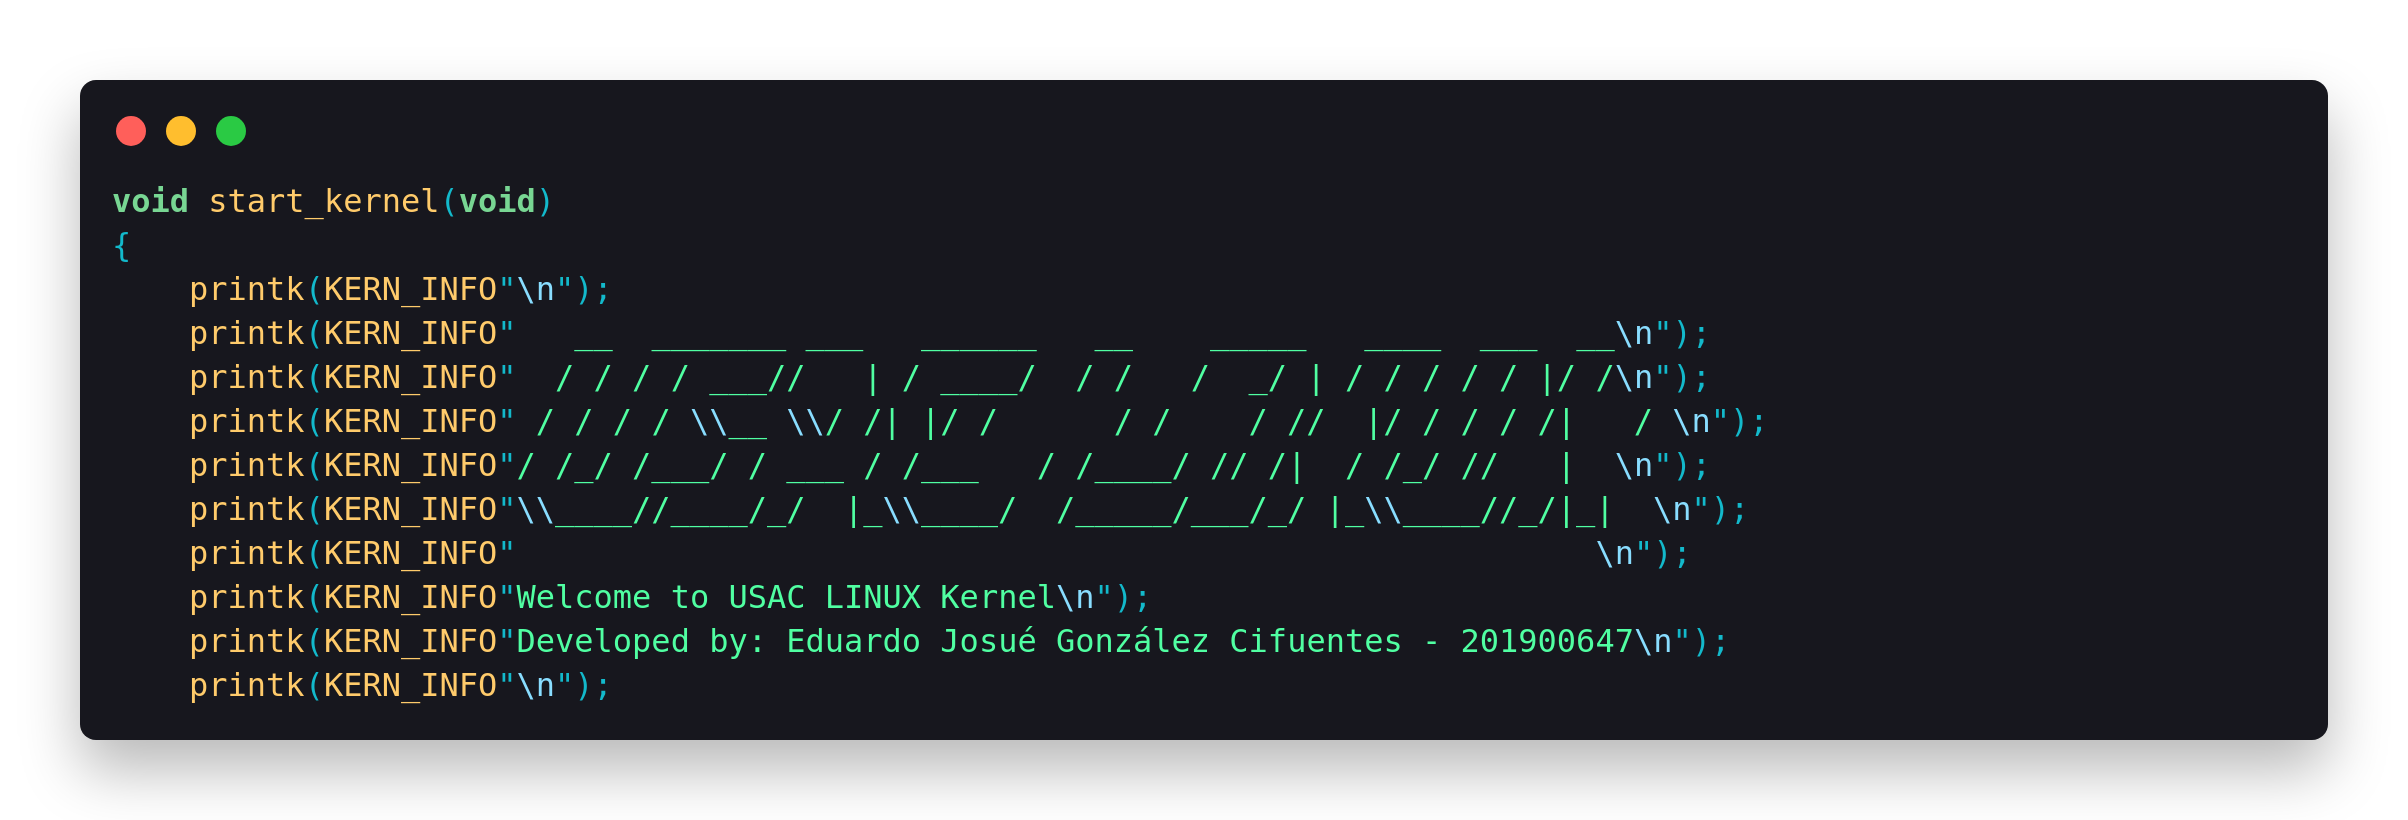 void start_kernel(void)
{
    printk(KERN_INFO"\n");
    printk(KERN_INFO"   __  _______ ___   ______   __    _____   ____  ___  __\n");
    printk(KERN_INFO"  / / / / ___//   | / ____/  / /   /  _/ | / / / / / |/ /\n");
    printk(KERN_INFO" / / / / \\__ \\/ /| |/ /      / /    / //  |/ / / / /|   / \n");
    printk(KERN_INFO"/ /_/ /___/ / ___ / /___   / /____/ // /|  / /_/ //   |  \n");
    printk(KERN_INFO"\\____//____/_/  |_\\____/  /_____/___/_/ |_\\____//_/|_|  \n");
    printk(KERN_INFO"                                                        \n");
    printk(KERN_INFO"Welcome to USAC LINUX Kernel\n");
    printk(KERN_INFO"Developed by: Eduardo Josué González Cifuentes - 201900647\n");
    printk(KERN_INFO"\n");